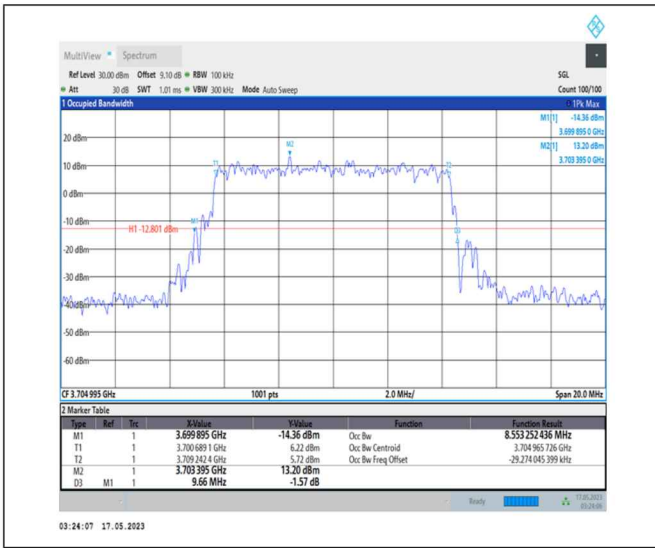 MultiView Spectrum
Ref Level 30.00 dBm Offset 9.10 dB RBW 100 kHz SGL
Att 30 dB SWT 1.01 ms VBW 300 kHz Mode Auto Sweep Count 100/100
1 Occupied Bandwidth 1Pk Max
M1[1] -14.36 dBm
3.699 895 0 GHz
M2[1] 13.20 dBm
3.703 395 0 GHz
20 dBm
M2
T1 T2
10 dBm
0 dBm
-10 dBm
M1
H1 -12.801 dBm
D3
-20 dBm
-30 dBm
-40 dBm
-50 dBm
-60 dBm
CF 3.704 995 GHz 1001 pts 2.0 MHz/ Span 20.0 MHz
2 Marker Table
Type Ref Trc X-Value Y-Value Function Function Result
M1 1 3.699 895 GHz -14.36 dBm Occ Bw 8.553 252 436 MHz
T1 1 3.700 689 1 GHz 6.22 dBm Occ Bw Centroid 3.704 965 726 GHz
T2 1 3.709 242 4 GHz 5.72 dBm Occ Bw Freq Offset -29.274 045 399 kHz
M2 1 3.703 395 GHz 13.20 dBm
D3 M1 1 9.66 MHz -1.57 dB
Ready 17.05.2023
03:24:06
03:24:07 17.05.2023